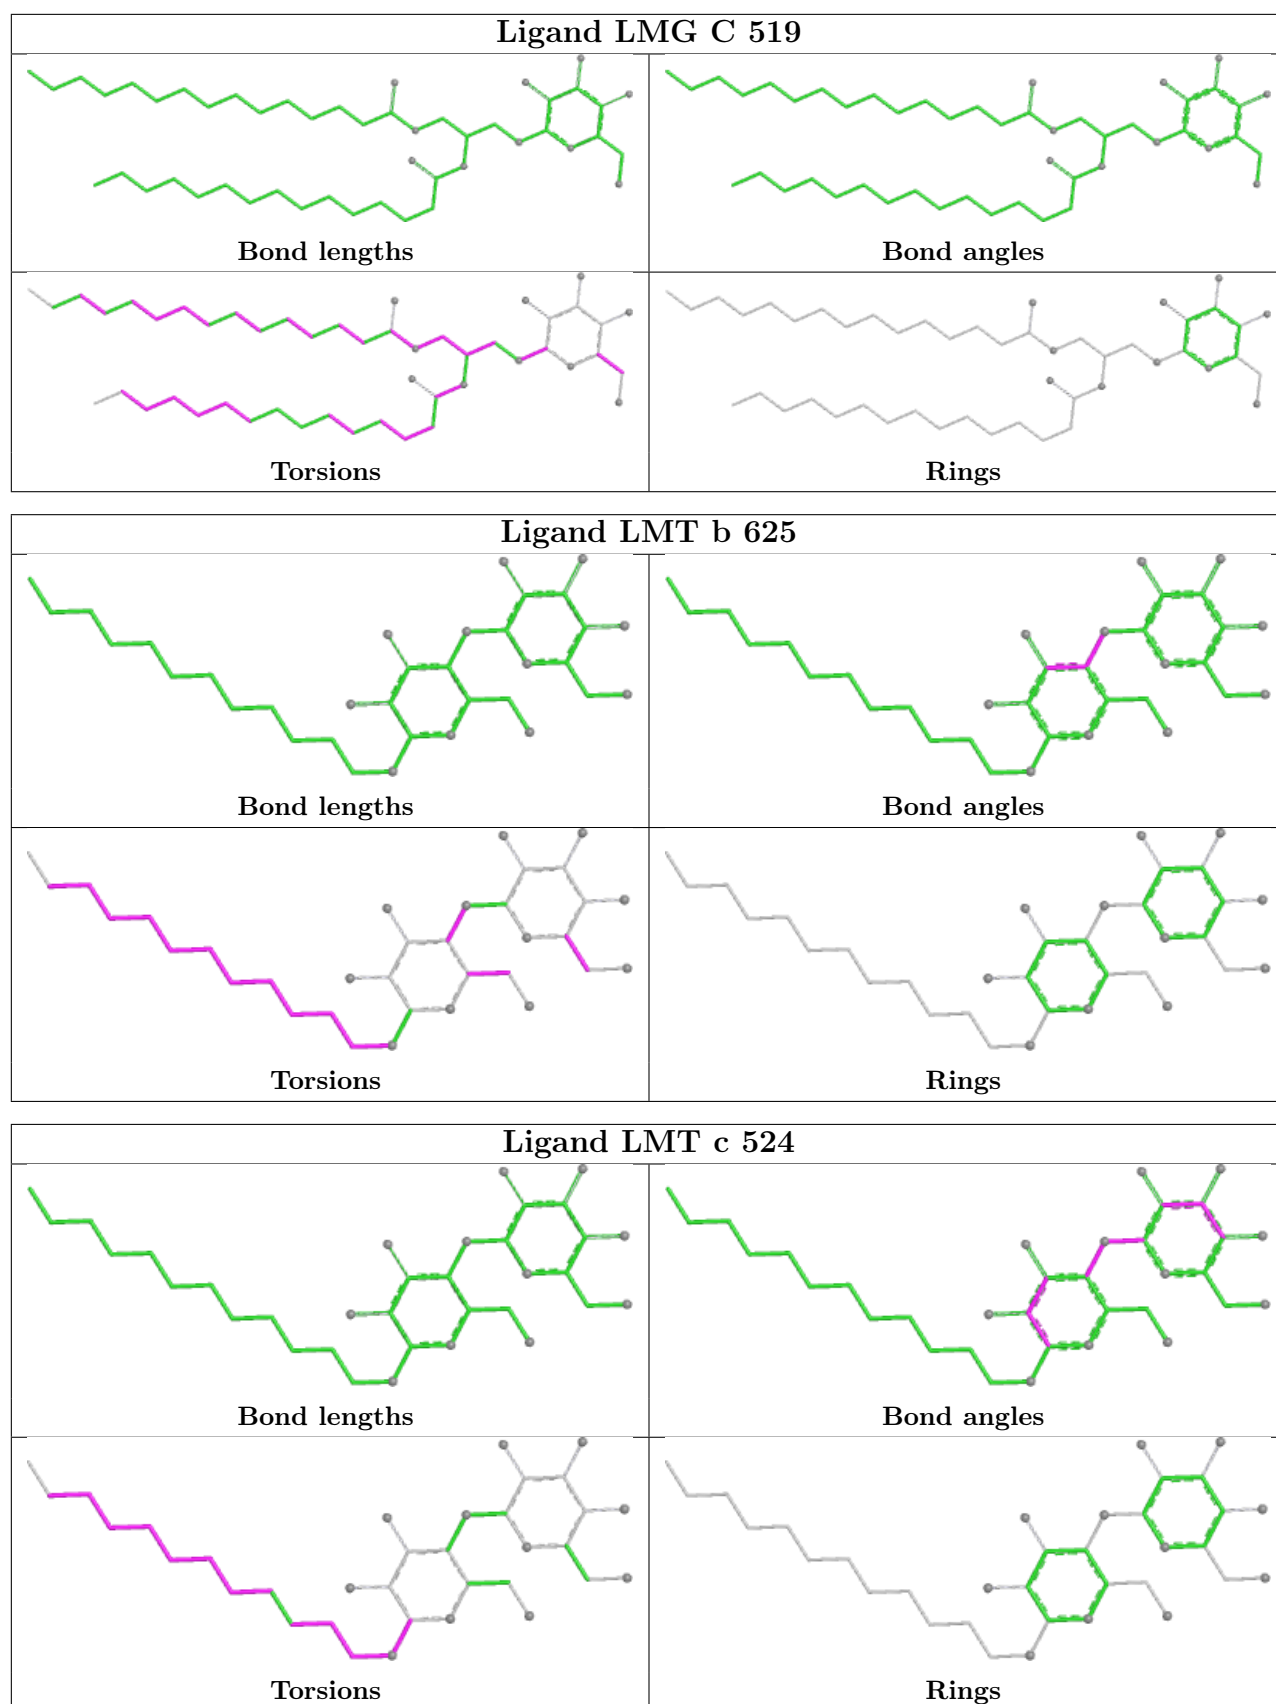 Ligand LMG C 519
Bond lengths
Bond angles
Torsions
Rings
Ligand LMT b 625
Bond lengths
Bond angles
Torsions
Rings
Ligand LMT c 524
Bond lengths
Bond angles
Torsions
Rings